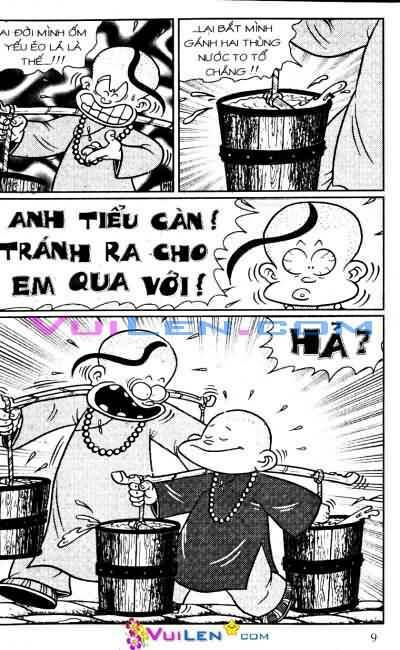 AI ĐỜI MÌNH ỐM
YẾU ÉO LẢ LÀ
THẾ...!!!
...LẠI BẮT MÌNH
GÁNH HAI THÙNG
NƯỚC TO TỔ
CHẢNG !!
ANH TIỂU CÀN!
TRÁNH RA CHO
EM QUA VỚI!
VUILEN.COM
HẢ?
9
VUILEN.COM